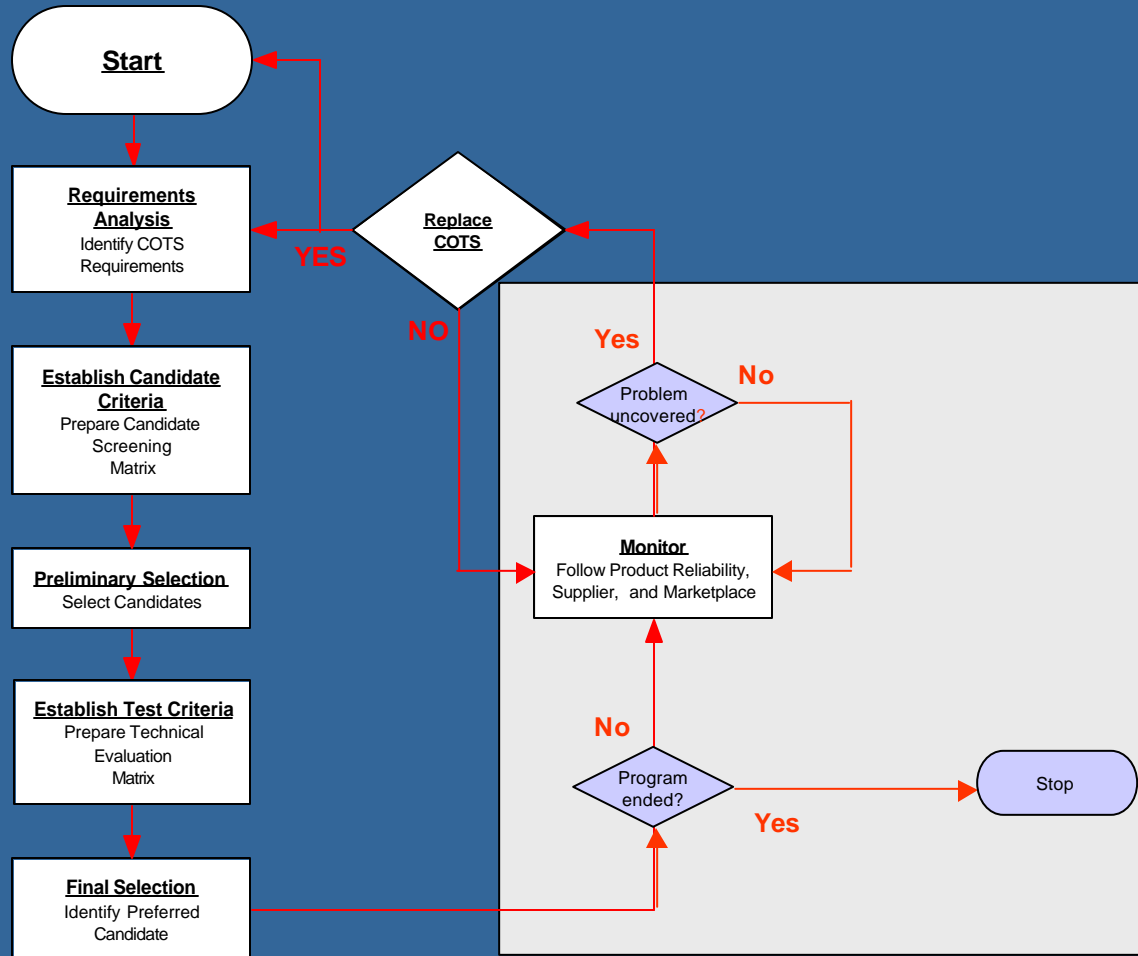 Start
Requirements
Analysis
Identify COTS
Requirements
YES
Replace
COTS
NO
Establish Candidate
Criteria
Prepare Candidate
Screening
Matrix
Preliminary Selection
Select Candidates
Establish Test Criteria
Prepare Technical
Evaluation
Matrix
Final Selection
Identify Preferred
Candidate
Yes
No
Problem
uncovered?
Monitor
Follow Product Reliability,
Supplier, and Marketplace
No
Program
ended?
Yes
Stop